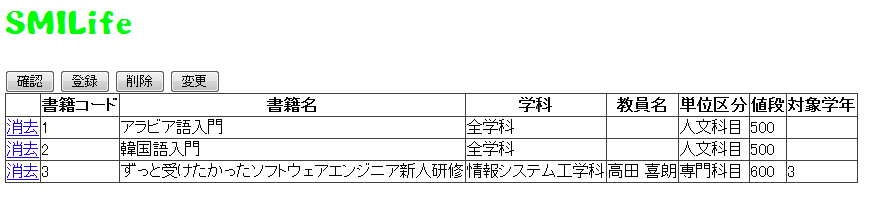 SMILife
確認 登録 削除 変更
書籍コード 書籍名 学科 教員名 単位区分 値段 対象学年
消去 1 アラビア語入門 全学科 人文科目 500
消去 2 韓国語入門 全学科 人文科目 500
消去 3 ずっと受けたかったソフトウェアエンジニア新人研修 情報システム工学科 高田 喜朗 専門科目 600 3